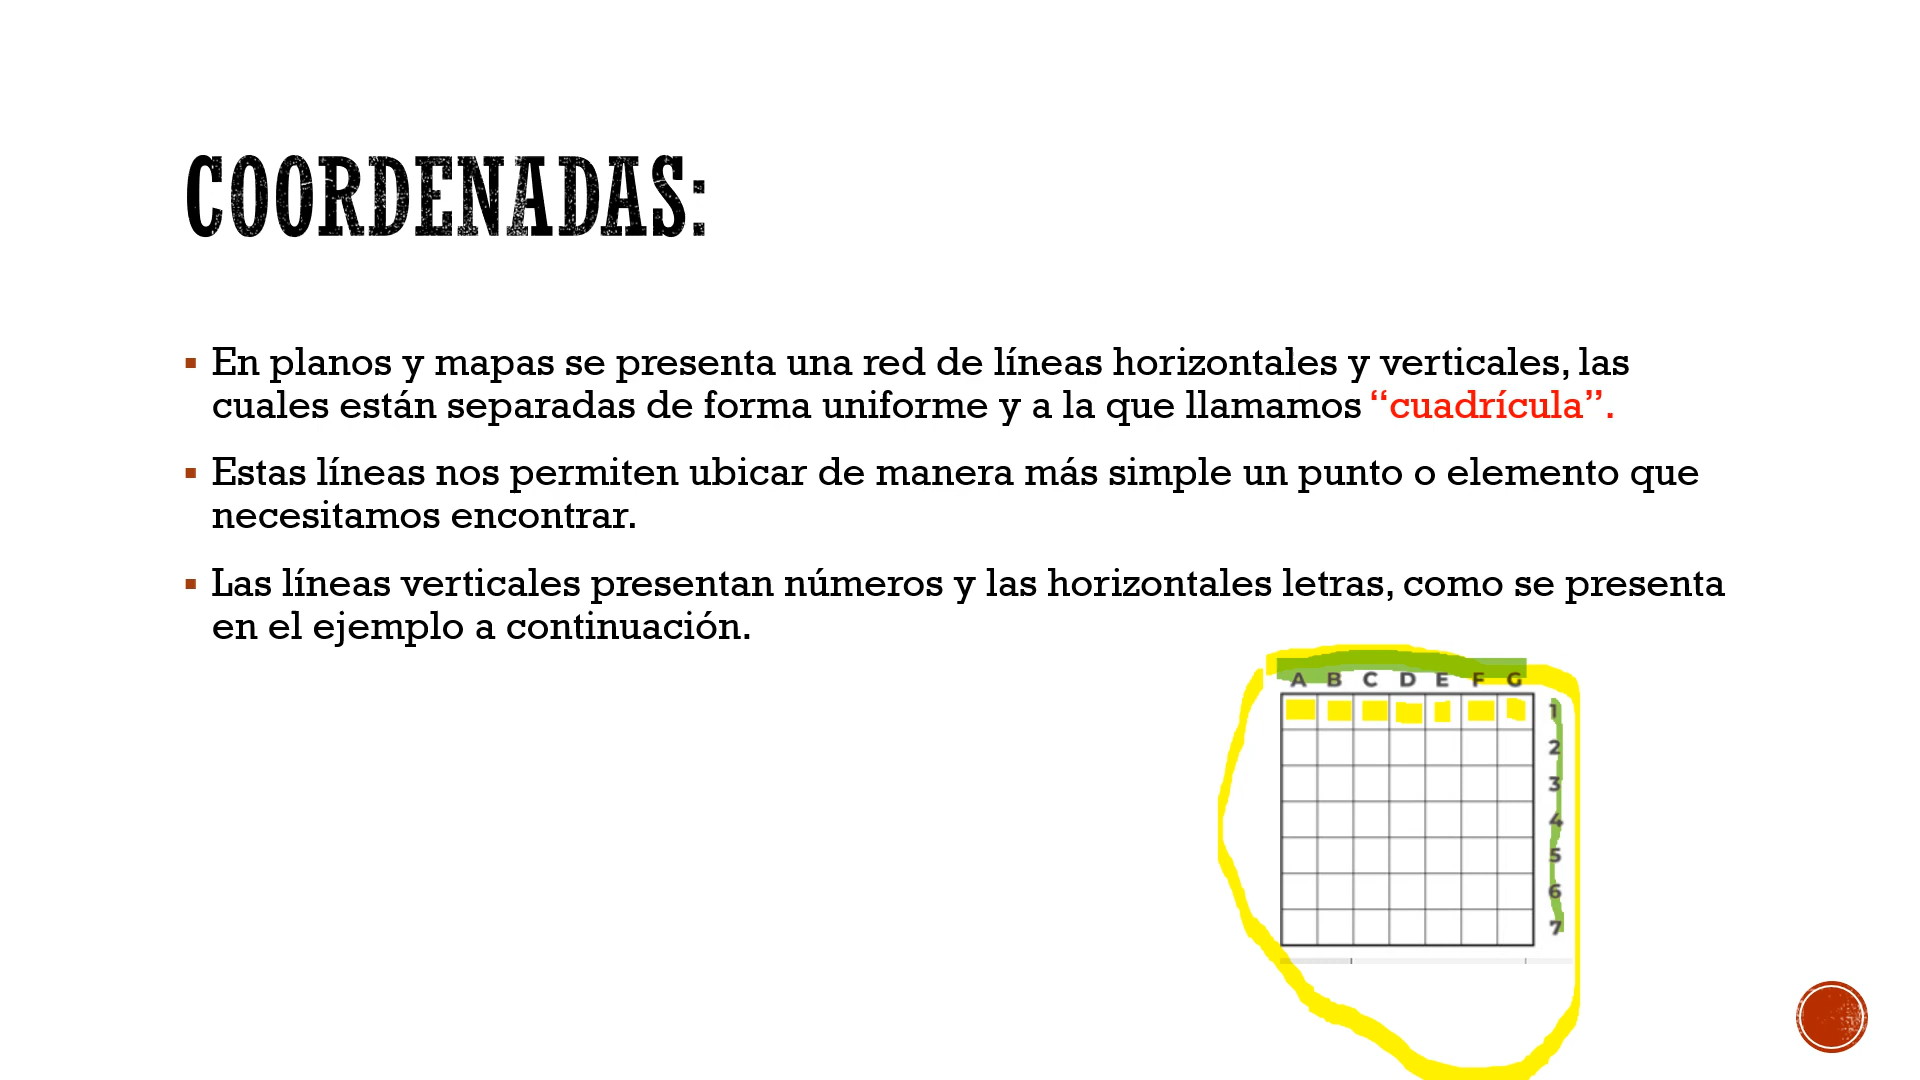 COORDENADAS:
▪ En planos y mapas se presenta una red de líneas horizontales y verticales, las
cuales están separadas de forma uniforme y a la que llamamos “cuadrícula”.
▪ Estas líneas nos permiten ubicar de manera más simple un punto o elemento que
necesitamos encontrar.
▪ Las líneas verticales presentan números y las horizontales letras, como se presenta
en el ejemplo a continuación.
A B C D E F G
1
2
3
4
5
6
7